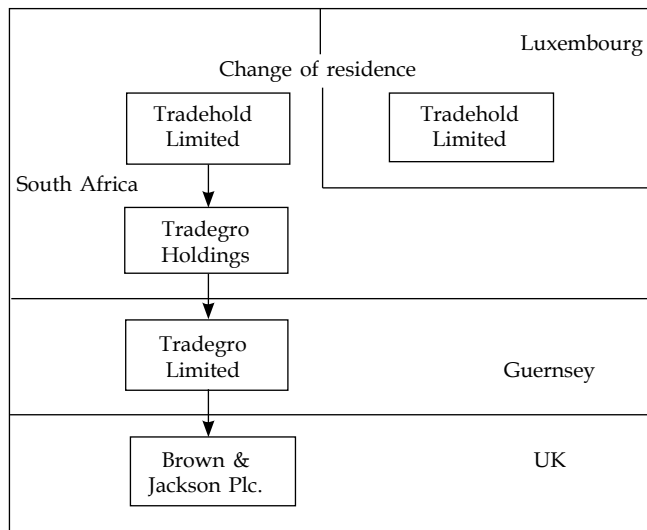 Luxembourg
Change of residence
Tradehold
Limited
Tradehold
Limited
South Africa
Tradegro
Holdings
Tradegro
Limited
Guernsey
Brown &
Jackson Plc.
UK